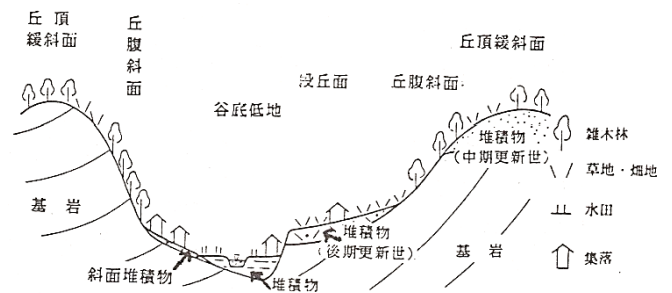 丘頂
緩斜面
丘腹斜面
谷底低地
段丘面
丘腹斜面
丘頂緩斜面
堆積物
(中期更新世)
雑木林
草地・畑地
水田
集落
基岩
斜面堆積物
堆積物
堆積物
(後期更新世)
基岩